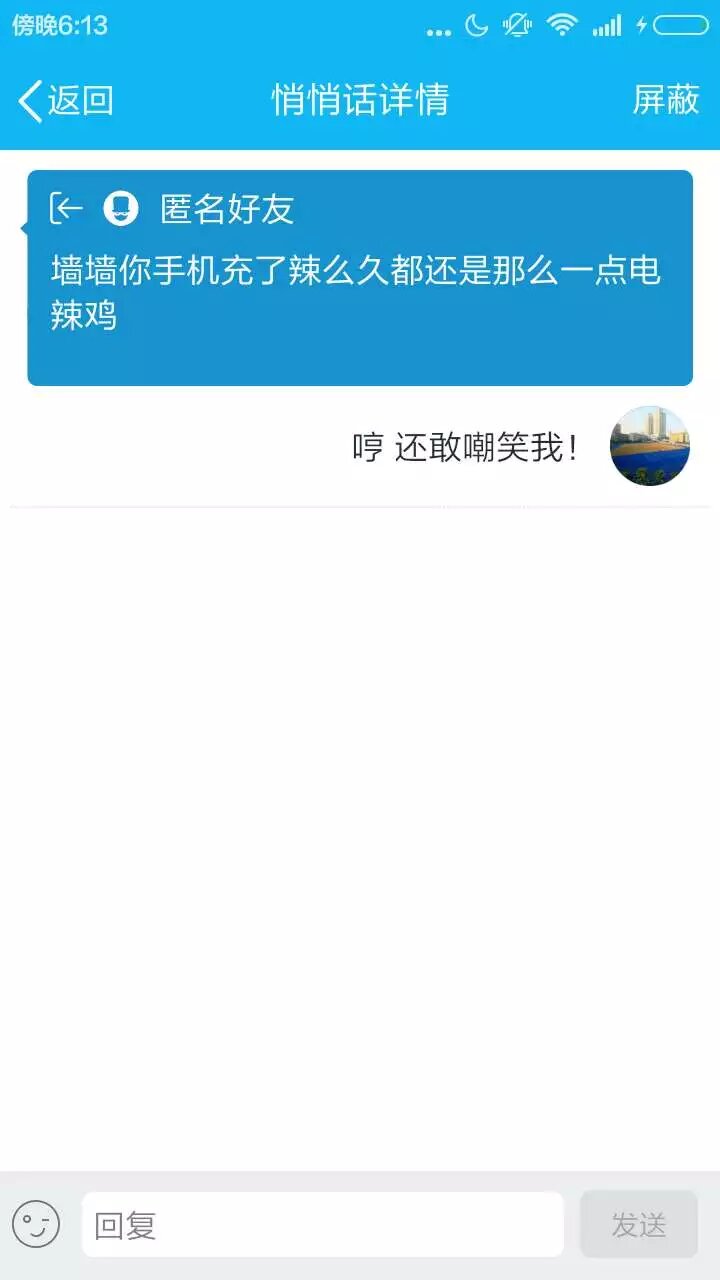 傍晚6:13
返回 悄悄话详情 屏蔽
匿名好友
墙墙你手机充了辣么久都还是那么一点电
辣鸡
哼 还敢嘲笑我！
回复 发送